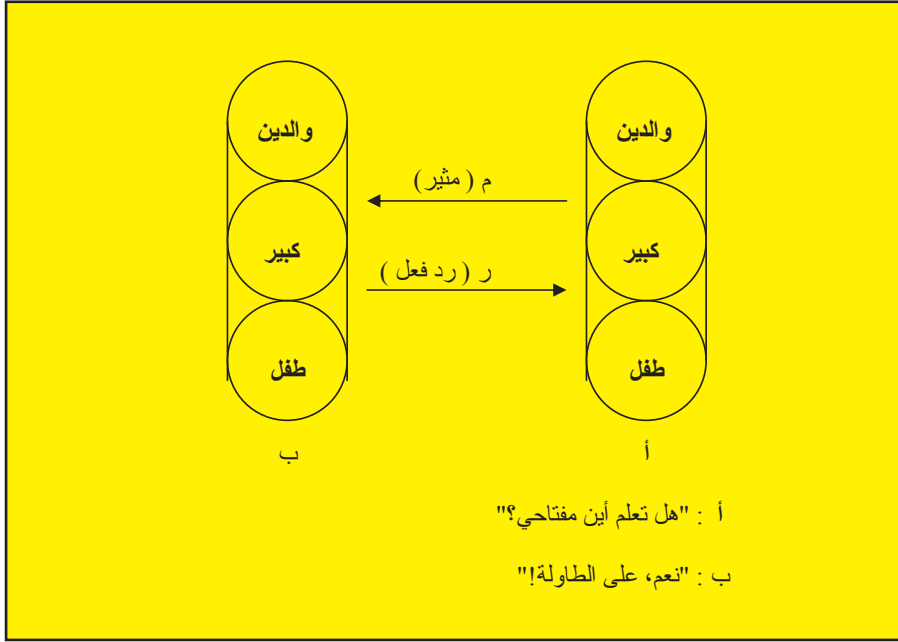 والدين
والدين
م ( مثير)
كبير
كبير
ر ( رد فعل )
طفل
طفل
أ
ب
أ : "هل تعلم أين مفتاحي؟"
ب : "نعم، على الطاولة!"